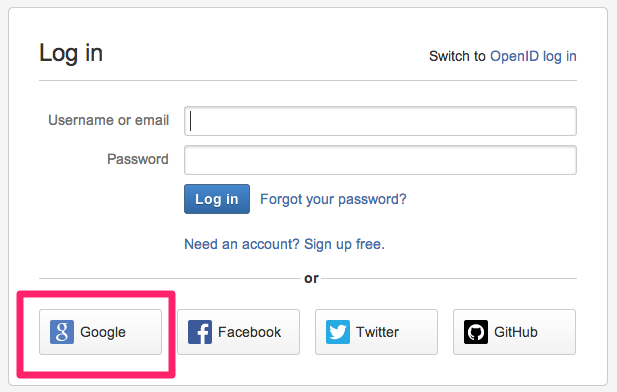 Log in
Switch to OpenID log in
Username or email
Password
Log in Forgot your password?
Need an account? Sign up free.
or
g Google f Facebook Twitter GitHub